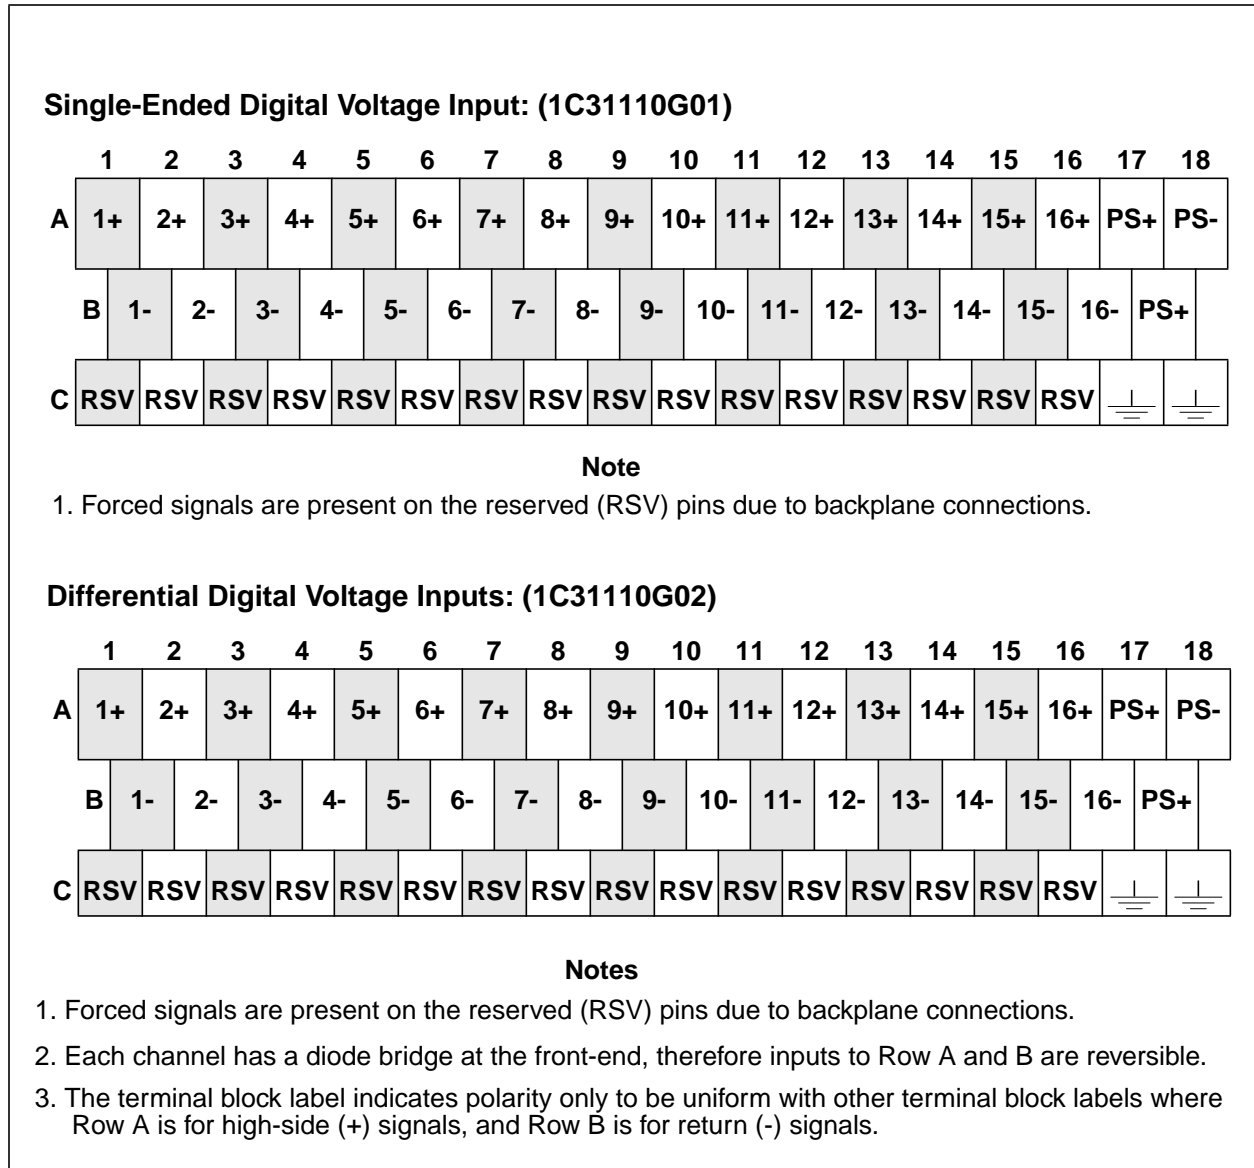 Single-Ended Digital Voltage Input: (1C31110G01)
1 2 3 4 5 6 7 8 9 10 11 12 13 14 15 16 17 18
A 1+ 2+ 3+ 4+ 5+ 6+ 7+ 8+ 9+ 10+ 11+ 12+ 13+ 14+ 15+ 16+ PS+ PS-
B 1- 2- 3- 4- 5- 6- 7- 8- 9- 10- 11- 12- 13- 14- 15- 16- PS+
C RSV RSV RSV RSV RSV RSV RSV RSV RSV RSV RSV RSV RSV RSV RSV RSV
Note
1. Forced signals are present on the reserved (RSV) pins due to backplane connections.
Differential Digital Voltage Inputs: (1C31110G02)
1 2 3 4 5 6 7 8 9 10 11 12 13 14 15 16 17 18
A 1+ 2+ 3+ 4+ 5+ 6+ 7+ 8+ 9+ 10+ 11+ 12+ 13+ 14+ 15+ 16+ PS+ PS-
B 1- 2- 3- 4- 5- 6- 7- 8- 9- 10- 11- 12- 13- 14- 15- 16- PS+
C RSV RSV RSV RSV RSV RSV RSV RSV RSV RSV RSV RSV RSV RSV RSV RSV
Notes
1. Forced signals are present on the reserved (RSV) pins due to backplane connections.
2. Each channel has a diode bridge at the front-end, therefore inputs to Row A and B are reversible.
3. The terminal block label indicates polarity only to be uniform with other terminal block labels where
Row A is for high-side (+) signals, and Row B is for return (-) signals.